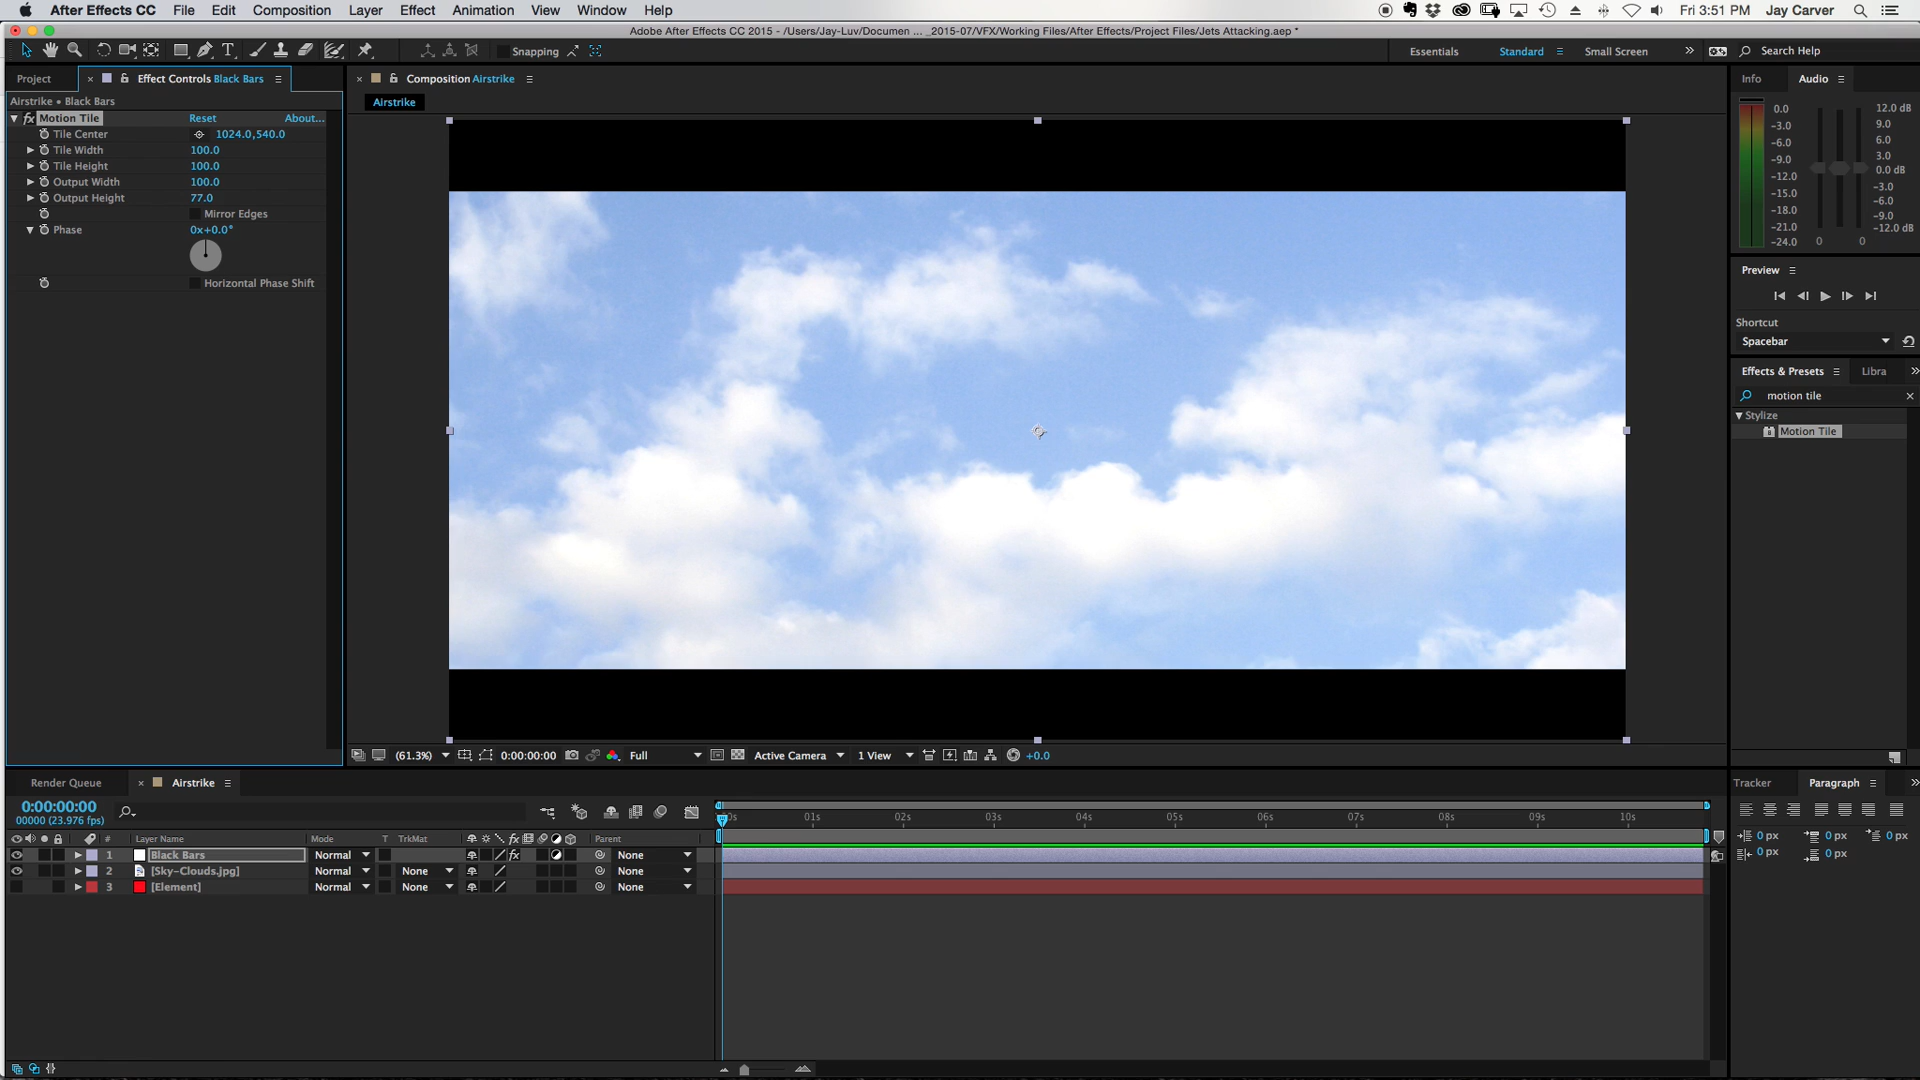 After Effects CC File Edit Composition Layer Effect Animation View Window Help Fri 3:51 PM Jay Carver
Adobe After Effects CC 2015 - /Users/Jay-Luv/Documen ... _2015-07/VFX/Working Files/After Effects/Project Files/Jets Attacking.aep *
Snapping Essentials Standard Small Screen Search Help
Project Effect Controls Black Bars
Composition Airstrike
Info Audio
Airstrike • Black Bars
Airstrike
fx Motion Tile Reset About...
Tile Center 1024.0,540.0
Tile Width 100.0
Tile Height 100.0
Output Width 100.0
Output Height 77.0
Mirror Edges
Phase 0x+0.0°
Horizontal Phase Shift
0.0
-3.0
-6.0
-9.0
-12.0
-15.0
-18.0
-21.0
-24.0
12.0 dB
9.0
6.0
3.0
0.0 dB
-3.0
-6.0
-9.0
-12.0 dB
0 0
Preview
Shortcut
Spacebar
Effects & Presets Libra
motion tile
Stylize
Motion Tile
(61.3%) 0:00:00:00 Full Active Camera 1 View +0.0
Render Queue Airstrike
0:00:00:00
00000 (23.976 fps)
# Layer Name Mode T TrkMat fx Parent
01s 02s 03s 04s 05s 06s 07s 08s 09s 10s
1 Black Bars Normal fx None
2 [Sky-Clouds.jpg] Normal None None
3 [Element] Normal None None
Tracker Paragraph
0 px 0 px 0 px
0 px 0 px